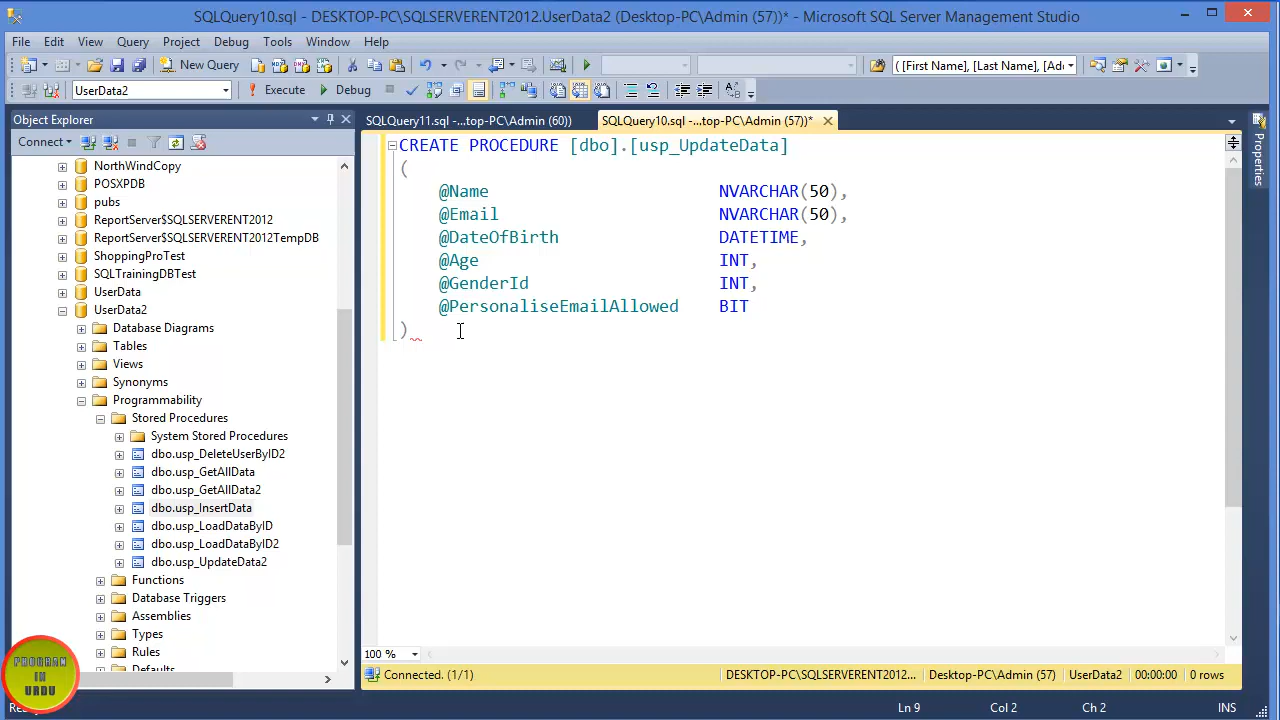 SQLQuery10.sql - DESKTOP-PC\SQLSERVERENT2012.UserData2 (Desktop-PC\Admin (57))* - Microsoft SQL Server Management Studio
File Edit View Query Project Debug Tools Window Help
New Query ( [First Name], [Last Name], [Ad
UserData2 Execute Debug
Object Explorer
SQLQuery11.sql -...top-PC\Admin (60))
SQLQuery10.sql -...top-PC\Admin (57))*
Connect
NorthWindCopy
POSXPDB
pubs
ReportServer$SQLSERVERENT2012
ReportServer$SQLSERVERENT2012TempDB
ShoppingProTest
SQLTrainingDBTest
UserData
UserData2
Database Diagrams
Tables
Views
Synonyms
Programmability
Stored Procedures
System Stored Procedures
dbo.usp_DeleteUserByID2
dbo.usp_GetAllData
dbo.usp_GetAllData2
dbo.usp_InsertData
dbo.usp_LoadDataByID
dbo.usp_LoadDataByID2
dbo.usp_UpdateData2
Functions
Database Triggers
Assemblies
Types
Rules
Defaults
CREATE PROCEDURE [dbo].[usp_UpdateData]
(
@Name NVARCHAR(50),
@Email NVARCHAR(50),
@DateOfBirth DATETIME,
@Age INT,
@GenderId INT,
@PersonaliseEmailAllowed BIT
)
Properties
100 %
Connected. (1/1) DESKTOP-PC\SQLSERVERENT2012... Desktop-PC\Admin (57) UserData2 00:00:00 0 rows
Ln 9 Col 2 Ch 2 INS
PROGRAM
IN
URDU